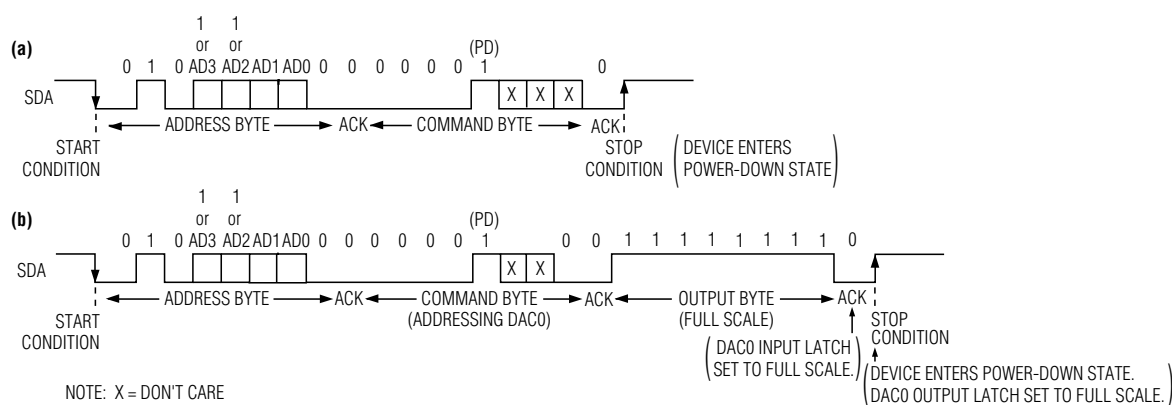 (a)
1 1
or or
0 1 0 AD3 AD2 AD1 AD0 0 0 0 0 0 0 (PD) 1 0
SDA
X X X
ADDRESS BYTE ACK COMMAND BYTE ACK
START CONDITION
STOP CONDITION
(DEVICE ENTERS
POWER-DOWN STATE)
(b)
1 1
or or
0 1 0 AD3 AD2 AD1 AD0 0 0 0 0 0 0 (PD) 1 0 0 1 1 1 1 1 1 1 1 0
SDA
X X
ADDRESS BYTE ACK COMMAND BYTE ACK OUTPUT BYTE ACK
(ADDRESSING DAC0) (FULL SCALE)
START CONDITION
STOP CONDITION
(DAC0 INPUT LATCH
SET TO FULL SCALE.)
(DEVICE ENTERS POWER-DOWN STATE.
DAC0 OUTPUT LATCH SET TO FULL SCALE.)
NOTE: X = DON'T CARE